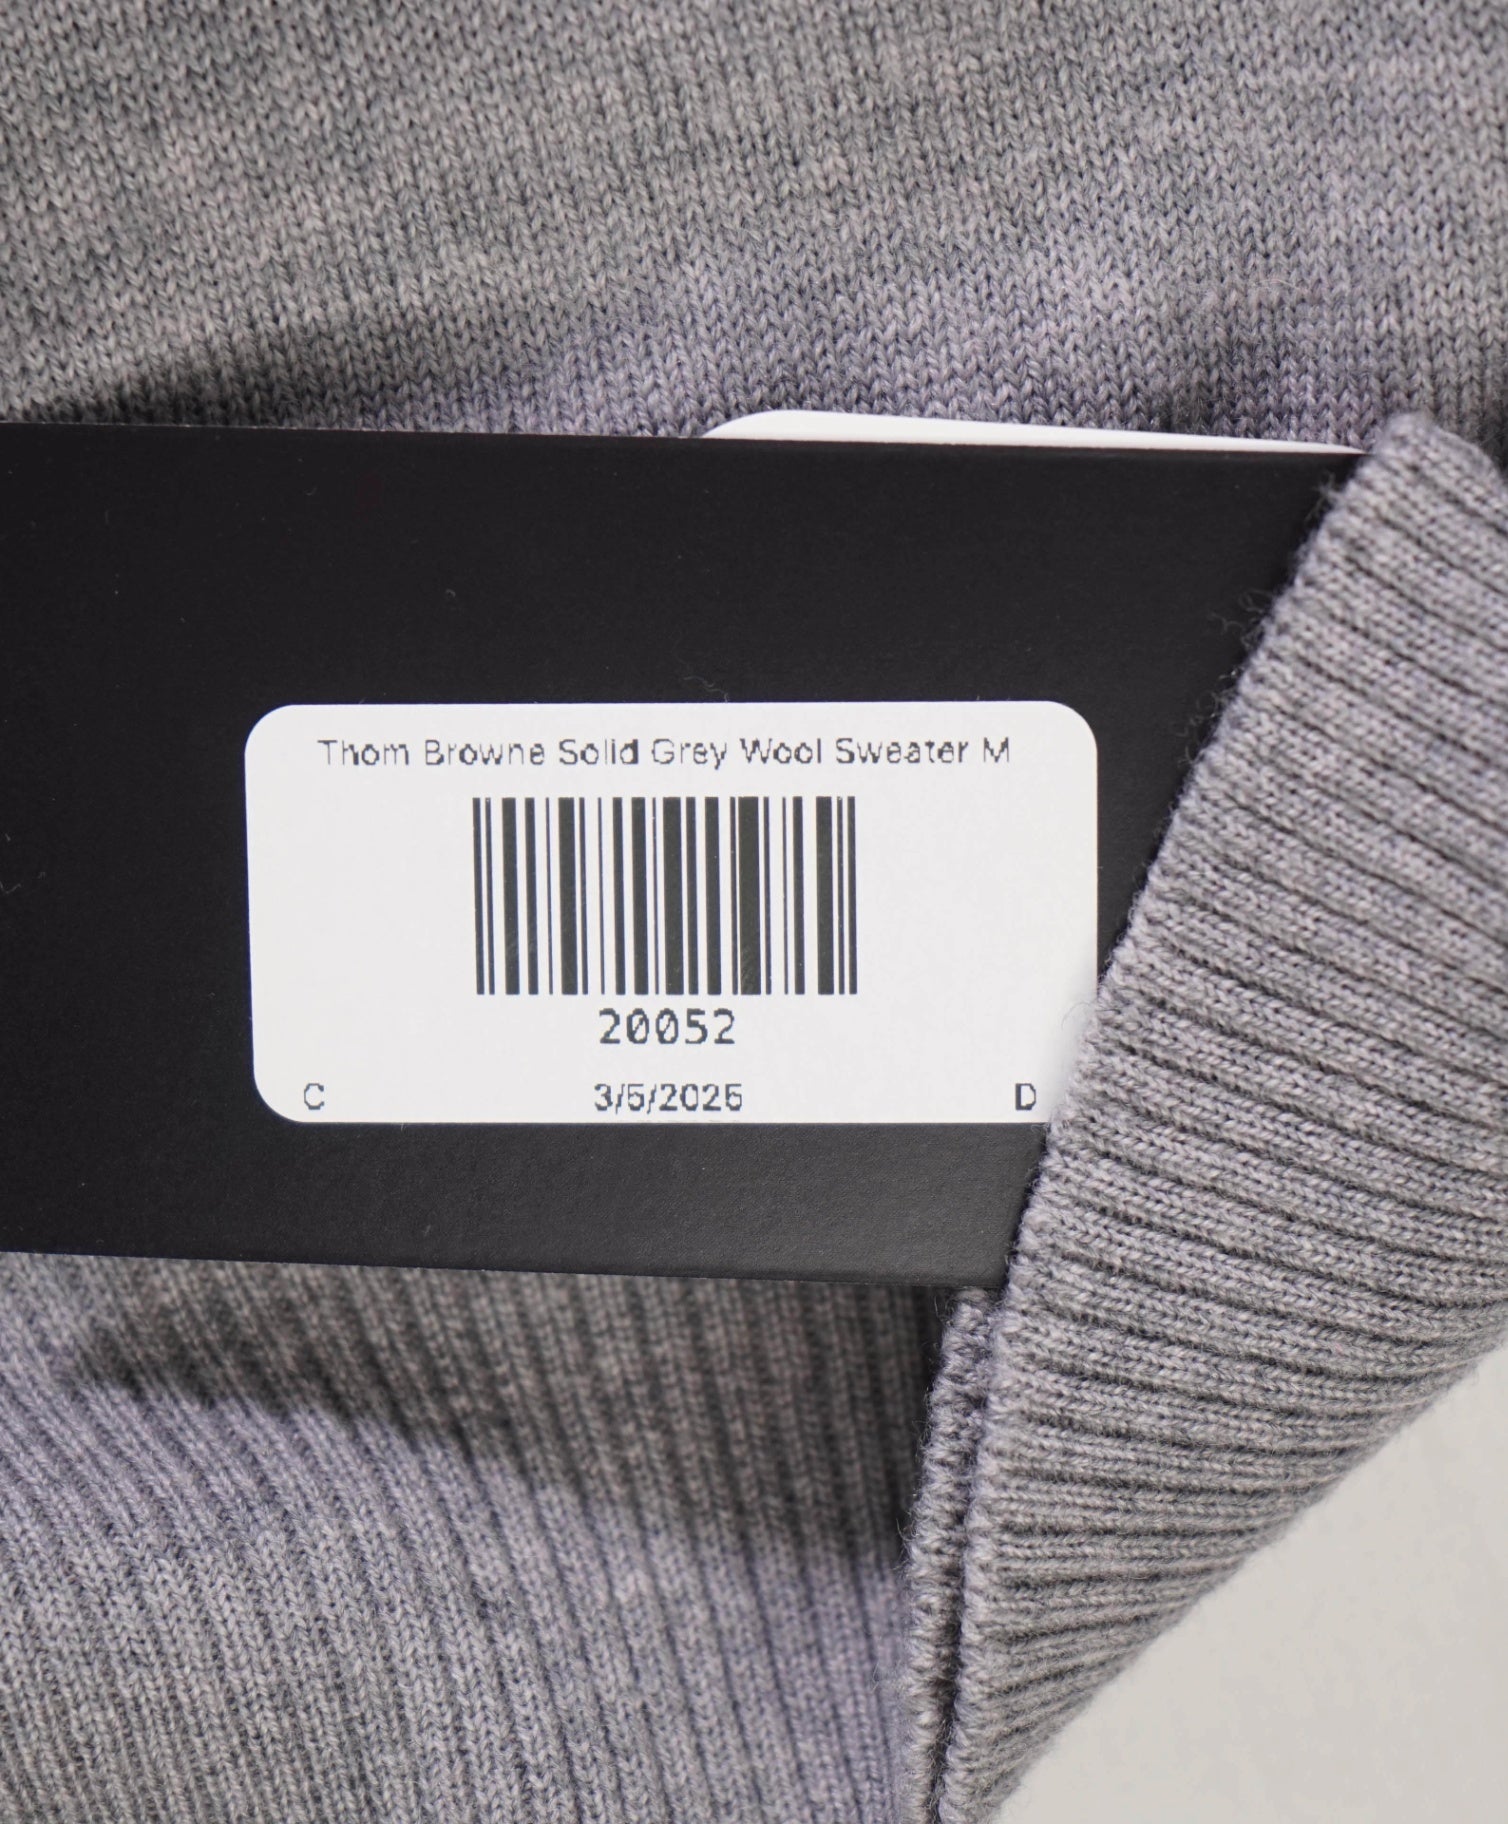 Thom Browne Solid Grey Wool Sweater M
20052
C 3/5/2025 D